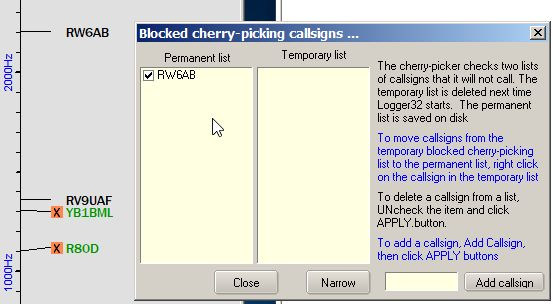 RW6AB
2000Hz
RV9UAF
X YB1BML
X R80D
1000Hz
Blocked cherry-picking callsigns ...
Permanent list
Temporary list
RW6AB
The cherry-picker checks two lists
of callsigns that it will not call. The
temporary list is deleted next time
Logger32 starts. The permanent
list is saved on disk
To move callsigns from the
temporary blocked cherry-picking
list to the permanent list, right click
on the callsign in the temporary list
To delete a callsign from a list,
UNcheck the item and click
APPLY.button.
To add a callsign, Add Callsign,
then click APPLY buttons
Close
Narrow
Add callsign